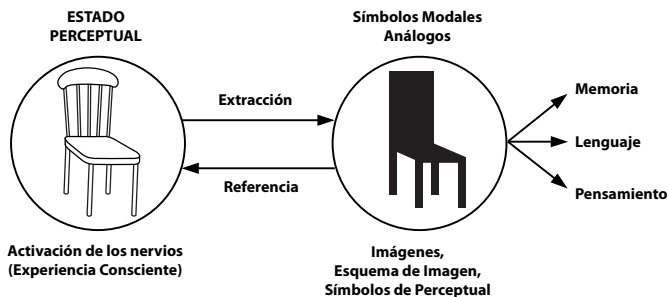 ESTADO
PERCEPTUAL
Símbolos Modales
Análogos
Extracción
Referencia
Memoria
Lenguaje
Pensamiento
Activación de los nervios
(Experiencia Consciente)
Imágenes,
Esquema de Imagen,
Símbolos de Perceptual